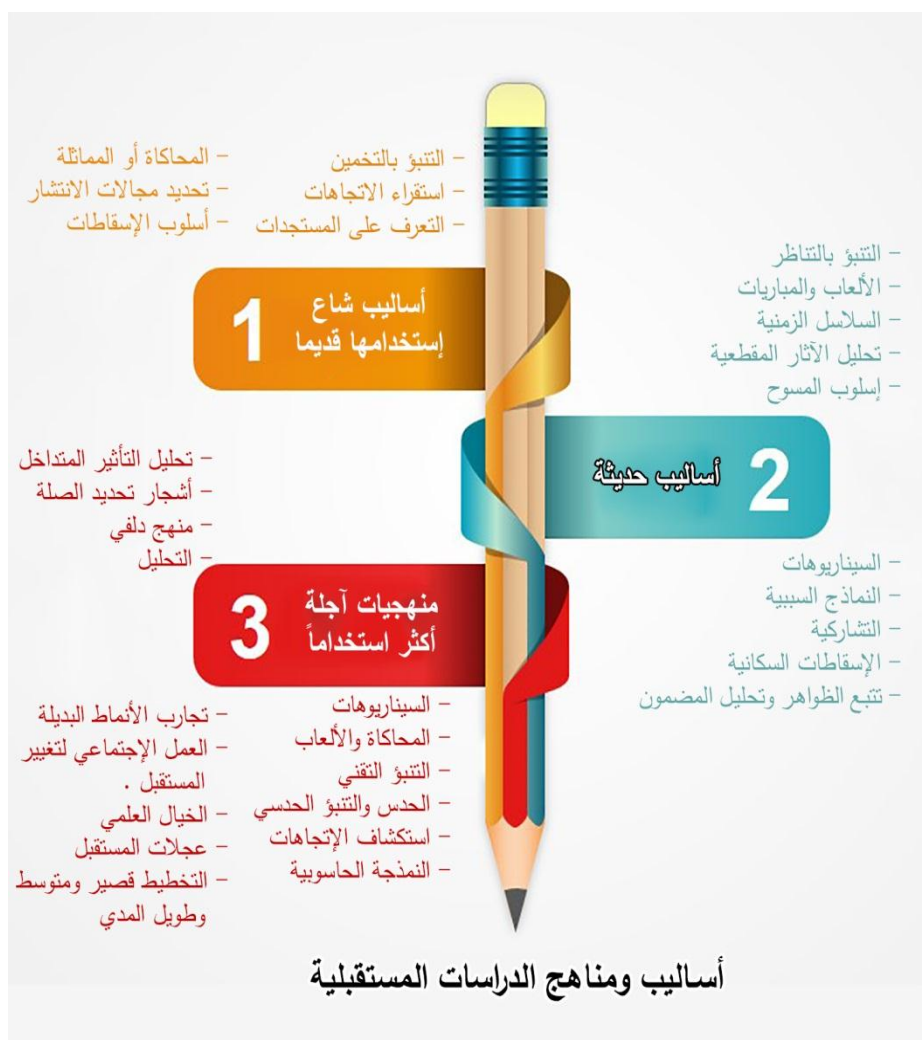 – التنبؤ بالتخمين
– استقراء الاتجاهات
– التعرف على المستجدات
– المحاكاة أو المماثلة
– تحديد مجالات الانتشار
– أسلوب الإسقاطات
أساليب شاع
إستخدامها قديما
1
– التنبؤ بالتناظر
– الألعاب والمباريات
– السلاسل الزمنية
– تحليل الآثار المقطعية
– إسلوب المسوح
2
أساليب حديثة
– السيناريوهات
– النماذج السببية
– التشاركية
– الإسقاطات السكانية
– تتبع الظواهر وتحليل المضمون
– تحليل التأثير المتداخل
– أشجار تحديد الصلة
– منهج دلفي
– التحليل
منهجيات آجلة
أكثر استخداماً
3
– السيناريوهات
– المحاكاة والألعاب
– التنبؤ التقني
– الحدس والتنبؤ الحدسي
– استكشاف الإتجاهات
– النمذجة الحاسوبية
– تجارب الأنماط البديلة
– العمل الإجتماعي لتغيير
المستقبل .
– الخيال العلمي
– عجلات المستقبل
– التخطيط قصير ومتوسط
وطويل المدي
أساليب ومناهج الدراسات المستقبلية